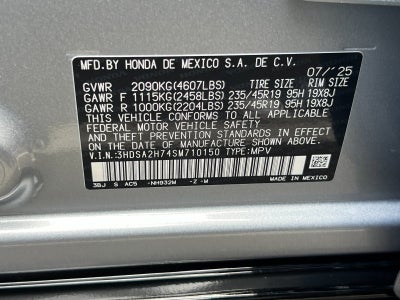 MFD.BY HONDA DE MEXICO S.A. DE C.V.
07/'25
GVWR 2090KG(4607LBS) TIRE SIZE RIM SIZE
GAWR F 1115KG(2458LBS) 235/45R19 95H 19X8J
GAWR R 1000KG(2204LBS) 235/45R19 95H 19X8J
THIS VEHICLE CONFORMS TO ALL APPLICABLE
FEDERAL MOTOR VEHICLE SAFETY, BUMPER,
AND THEFT PREVENTION STANDARDS IN EFFECT
ON THE DATE OF MANUFACTURE SHOWN ABOVE.
V.I.N.:3HDSA2H74SM710150 TYPE:MPV
3BJ S AC5 -NH932M -Z -M
MADE IN MEXICO